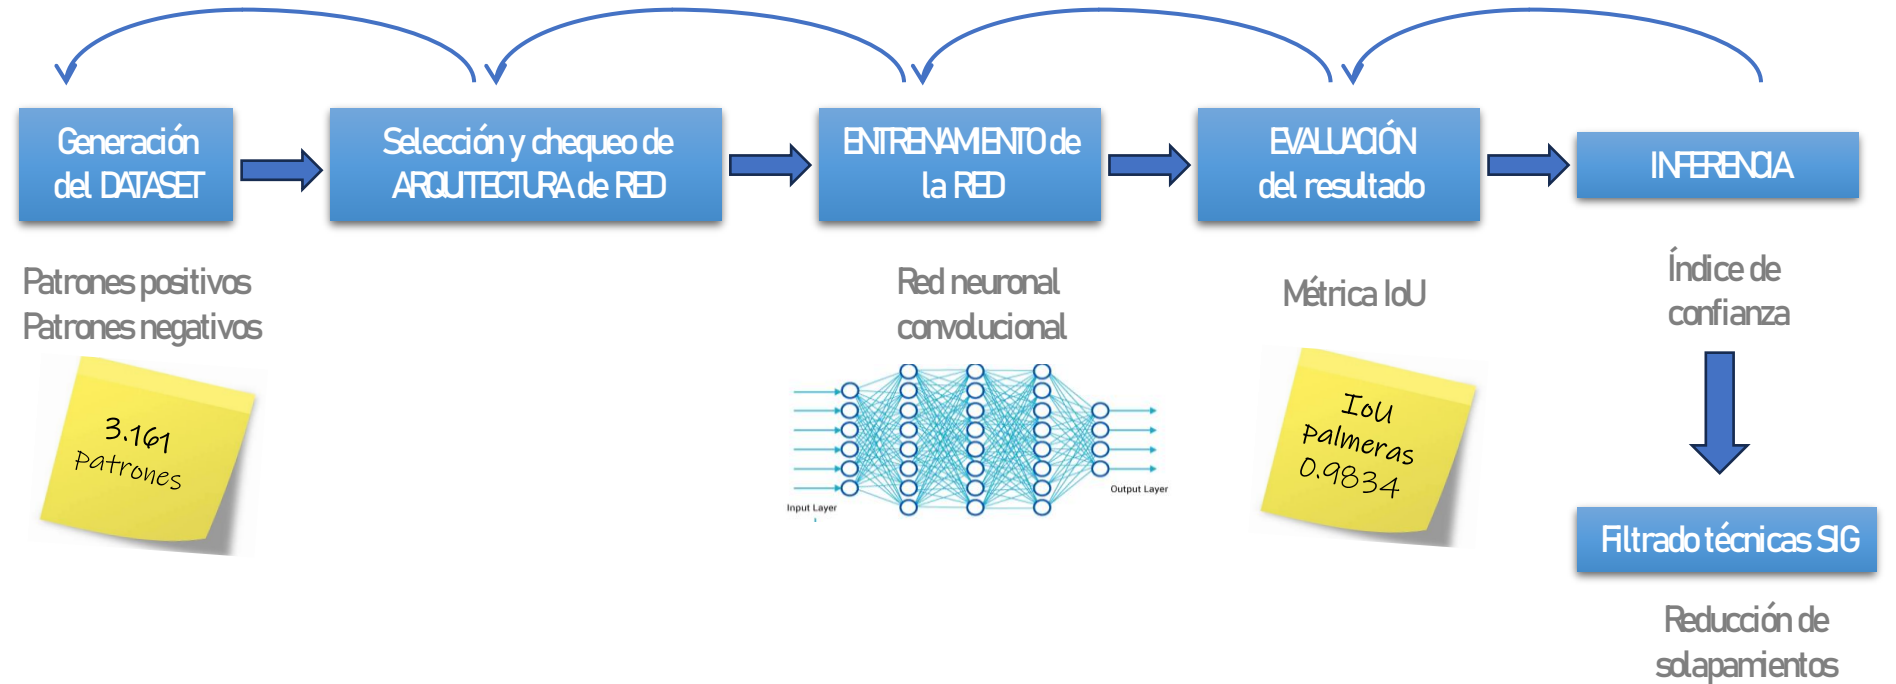 Generación
del DATASET
Selección y chequeo de
ARQUITECTURA de RED
ENTRENAMIENTO de
la RED
EVALUACIÓN
del resultado
INFERENCIA
Patrones positivos
Patrones negativos
3.161
Patrones
Red neuronal
convolucional
Input Layer
Output Layer
Métrica IoU
IoU
Palmeras
0.9834
Índice de
confianza
Filtrado técnicas SIG
Reducción de
solapamientos